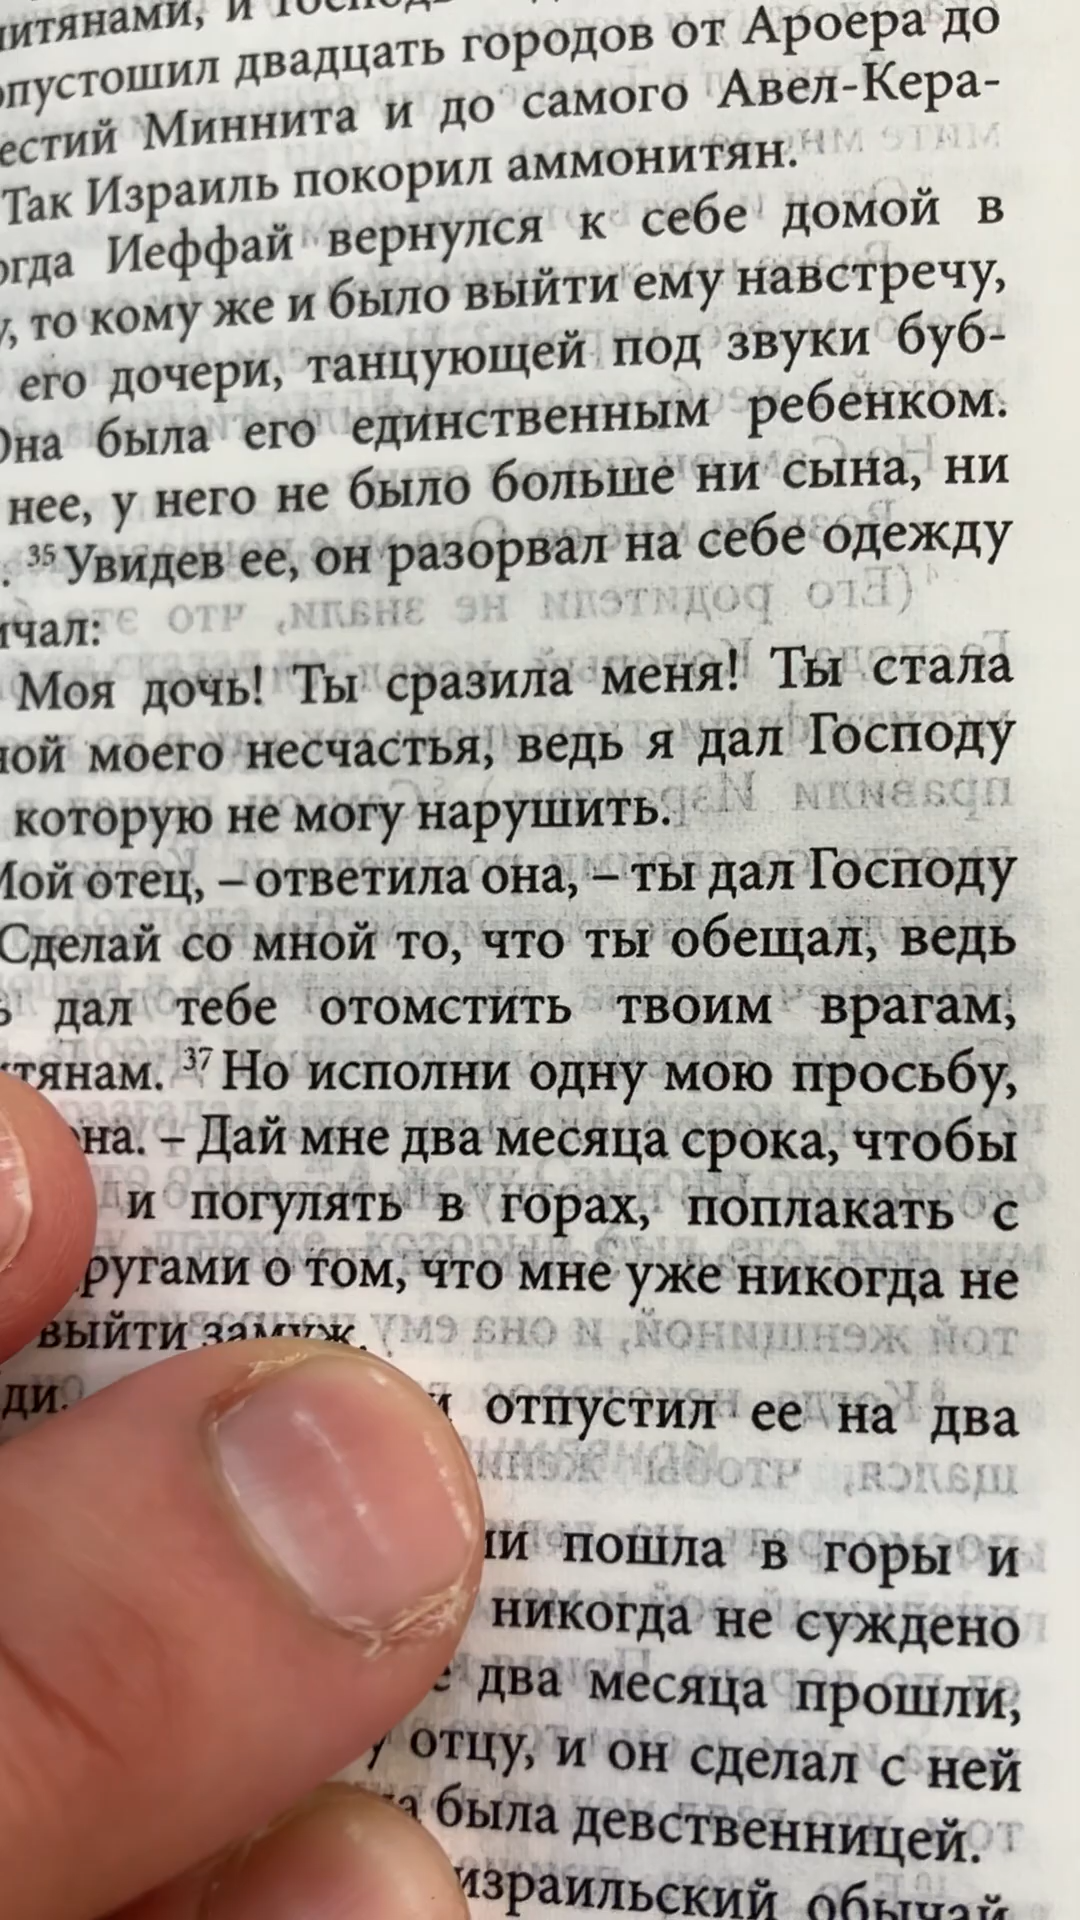 опустошил двадцать городов от Ароера до
Миннита и до самого Авел-Кера-
Так Израиль покорил аммонитян.
Иеффай вернулся к себе домой в
то кому же и было выйти ему навстречу,
его дочери, танцующей под звуки буб-
Она была его единственным ребенком.
нее, у него не было больше ни сына, ни
. 35 Увидев ее, он разорвал на себе одежду
ичал:
Моя дочь! Ты сразила меня! Ты стала
ной моего несчастья, ведь я дал Господу
которую не могу нарушить.
Мой отец, – ответила она, – ты дал Господу
Сделай со мной то, что ты обещал, ведь
дал тебе отомстить твоим врагам,
тянам. 37 Но исполни одну мою просьбу,
она. – Дай мне два месяца срока, чтобы
и погулять в горах, поплакать с
ругами о том, что мне уже никогда не
выйти замуж.
ди. отпустил ее на два
пошла в горы и
никогда не суждено
два месяца прошли,
отцу, и он сделал с ней
была девственницей.
израильский обычай